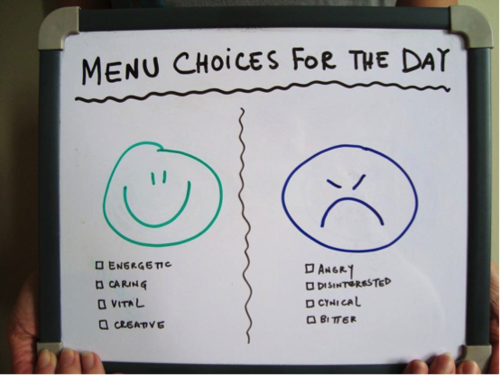 MENU CHOICES FOR THE DAY
ENERGETIC
CARING
VITAL
CREATIVE
ANGRY
DISINTERESTED
CYNICAL
BITTER